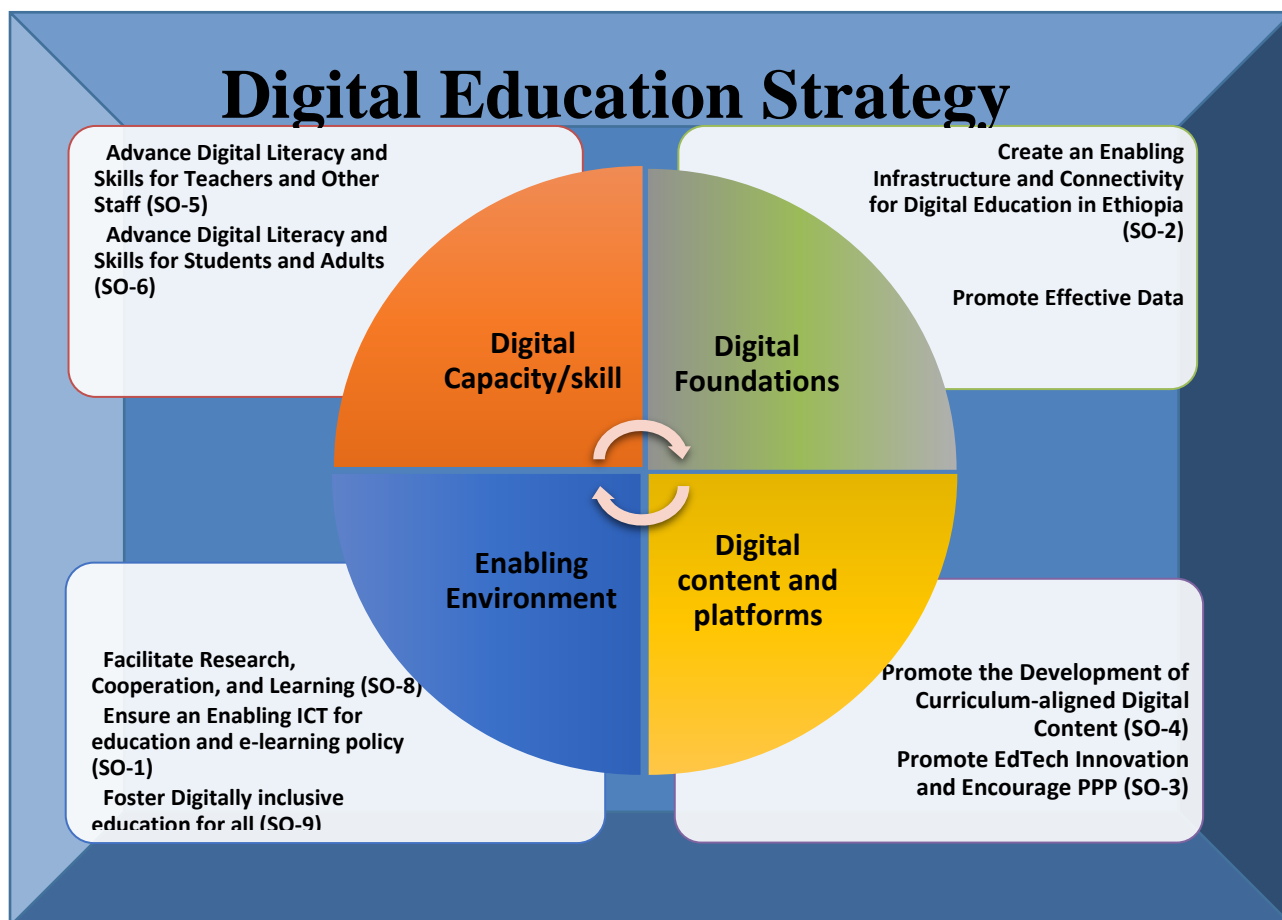 Digital Education Strategy
Advance Digital Literacy and
Skills for Teachers and Other
Staff (SO-5)
Advance Digital Literacy and
Skills for Students and Adults
(SO-6)
Create an Enabling
Infrastructure and Connectivity
for Digital Education in Ethiopia
(SO-2)
Promote Effective Data
Digital
Capacity/skill
Digital
Foundations
Enabling
Environment
Digital
content and
platforms
Facilitate Research,
Cooperation, and Learning (SO-8)
Ensure an Enabling ICT for
education and e-learning policy
(SO-1)
Foster Digitally inclusive
education for all (SO-9)
Promote the Development of
Curriculum-aligned Digital
Content (SO-4)
Promote EdTech Innovation
and Encourage PPP (SO-3)